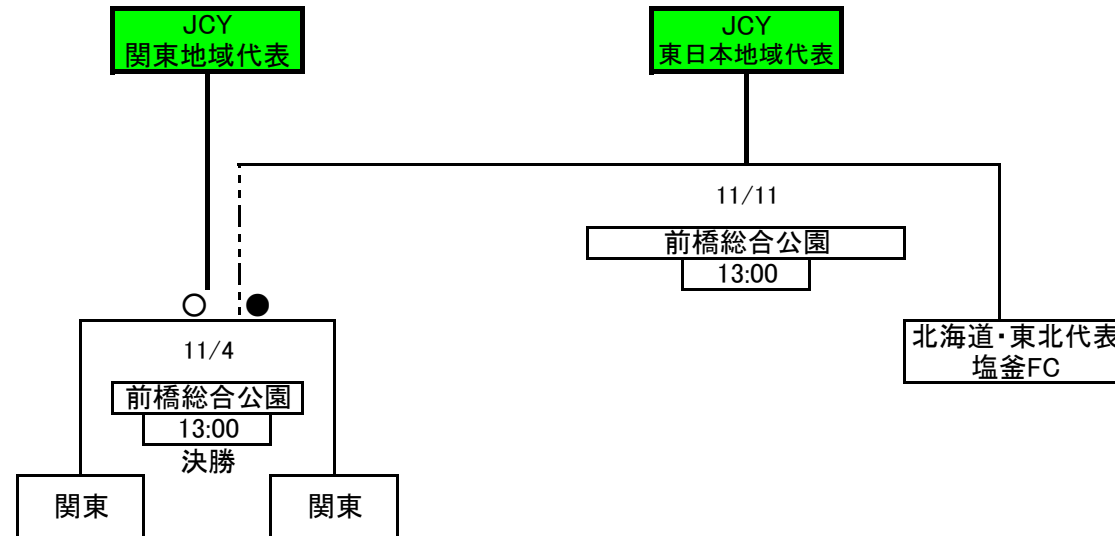 JCY
関東地域代表
JCY
東日本地域代表
11/11
前橋総合公園
13:00
○ ●
11/4
前橋総合公園
13:00
決勝
北海道・東北代表
塩釜FC
関東
関東